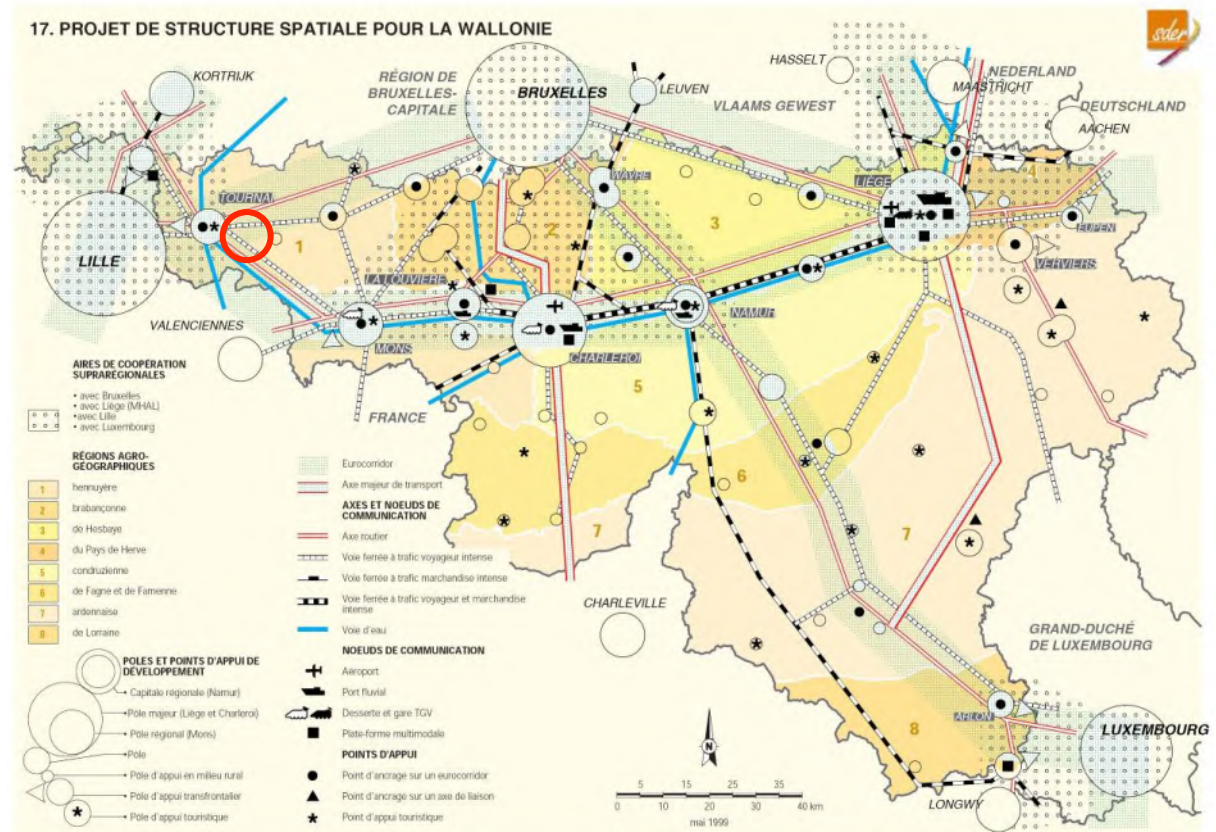 17. PROJET DE STRUCTURE SPATIALE POUR LA WALLONIE
sder
KORTRIJK
RÉGION DE
BRUXELLES-
CAPITALE
BRUXELLES
LEUVEN
HASSELT
VLAAMS GEWEST
NEDERLAND
MAASTRICHT
DEUTSCHLAND
AACHEN
TOURNAI
WAVRE
LIÈGE
4
EUPEN
LILLE
1
2
3
VERVIERS
LA LOUVIÈRE
VALENCIENNES
MONS
CHARLEROI
NAMUR
FRANCE
5
6
7
7
CHARLEVILLE
GRAND-DUCHÉ
DE LUXEMBOURG
ARLON
8
LUXEMBOURG
LONGWY
AIRES DE COOPÉRATION
SUPRARÉGIONALES
• avec Bruxelles
• avec Liège (MHAL)
• avec Lille
• avec Luxembourg
RÉGIONS AGRO-
GÉOGRAPHIQUES
1 hennuyère
2 brabançonne
3 de Hesbaye
4 du Pays de Herve
5 condruzienne
6 de Fagne et de Famenne
7 ardennaise
8 de Lorraine
POLES ET POINTS D'APPUI DE
DÉVELOPPEMENT
Capitale régionale (Namur)
Pôle majeur (Liège et Charleroi)
Pôle régional (Mons)
Pôle
Pôle d'appui en milieu rural
Pôle d'appui transfrontalier
Pôle d'appui touristique
Eurocorridor
Axe majeur de transport
AXES ET NOEUDS DE
COMMUNICATION
Axe routier
Voie ferrée à trafic voyageur intense
Voie ferrée à trafic marchandise intense
Voie ferrée à trafic voyageur et marchandise
intense
Voie d'eau
NOEUDS DE COMMUNICATION
Aéroport
Port fluvial
Desserte et gare TGV
Plate-forme multimodale
POINTS D'APPUI
Point d'ancrage sur un eurocorridor
Point d'ancrage sur un axe de liaison
Point d'appui touristique
N
5 15 25 35
0 10 20 30 40 km
mai 1999